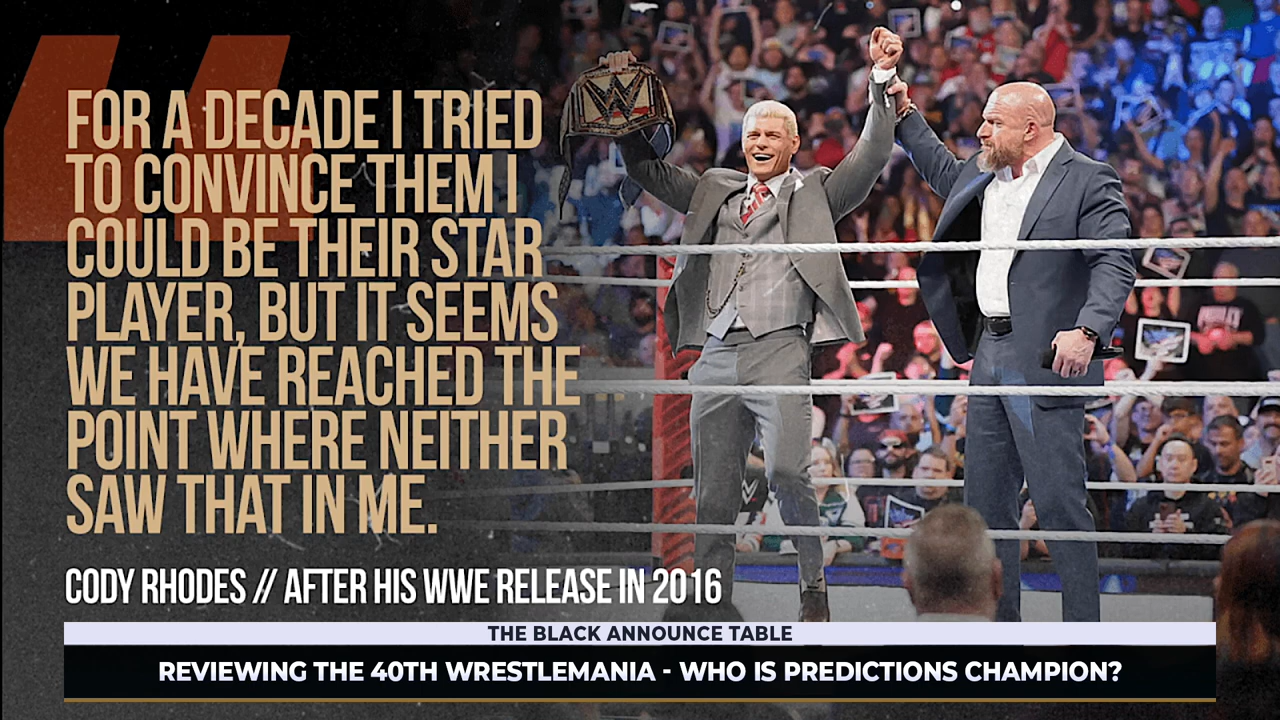 FOR A DECADE I TRIED
TO CONVINCE THEM I
COULD BE THEIR STAR
PLAYER, BUT IT SEEMS
WE HAVE REACHED THE
POINT WHERE NEITHER
SAW THAT IN ME.
CODY RHODES // AFTER HIS WWE RELEASE IN 2016
THE BLACK ANNOUNCE TABLE
REVIEWING THE 40TH WRESTLEMANIA - WHO IS PREDICTIONS CHAMPION?